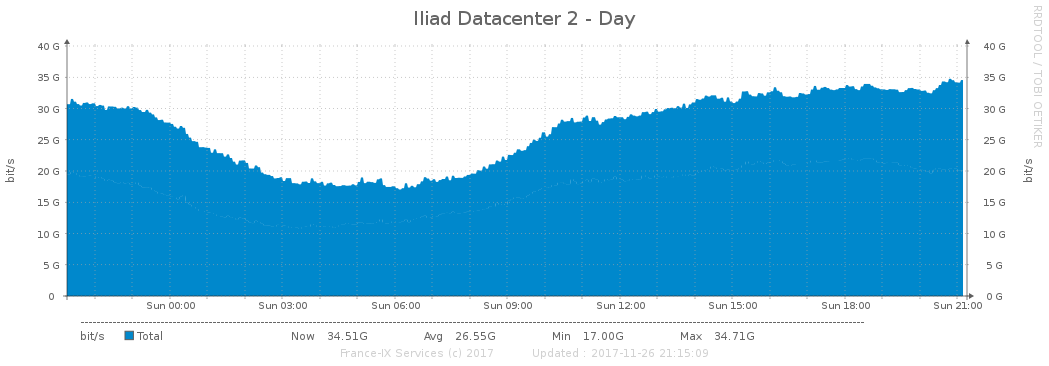 Iliad Datacenter 2 - Day
RRDTOOL / TOBI OETIKER
bit/s
40 G 40 G
35 G 35 G
30 G 30 G
25 G 25 G
20 G 20 G
15 G 15 G
10 G 10 G
5 G 5 G
0 0 G
bit/s
Sun 00:00 Sun 03:00 Sun 06:00 Sun 09:00 Sun 12:00 Sun 15:00 Sun 18:00 Sun 21:00
bit/s Total Now 34.51G Avg 26.55G Min 17.00G Max 34.71G
France-IX Services (c) 2017 Updated : 2017-11-26 21:15:09